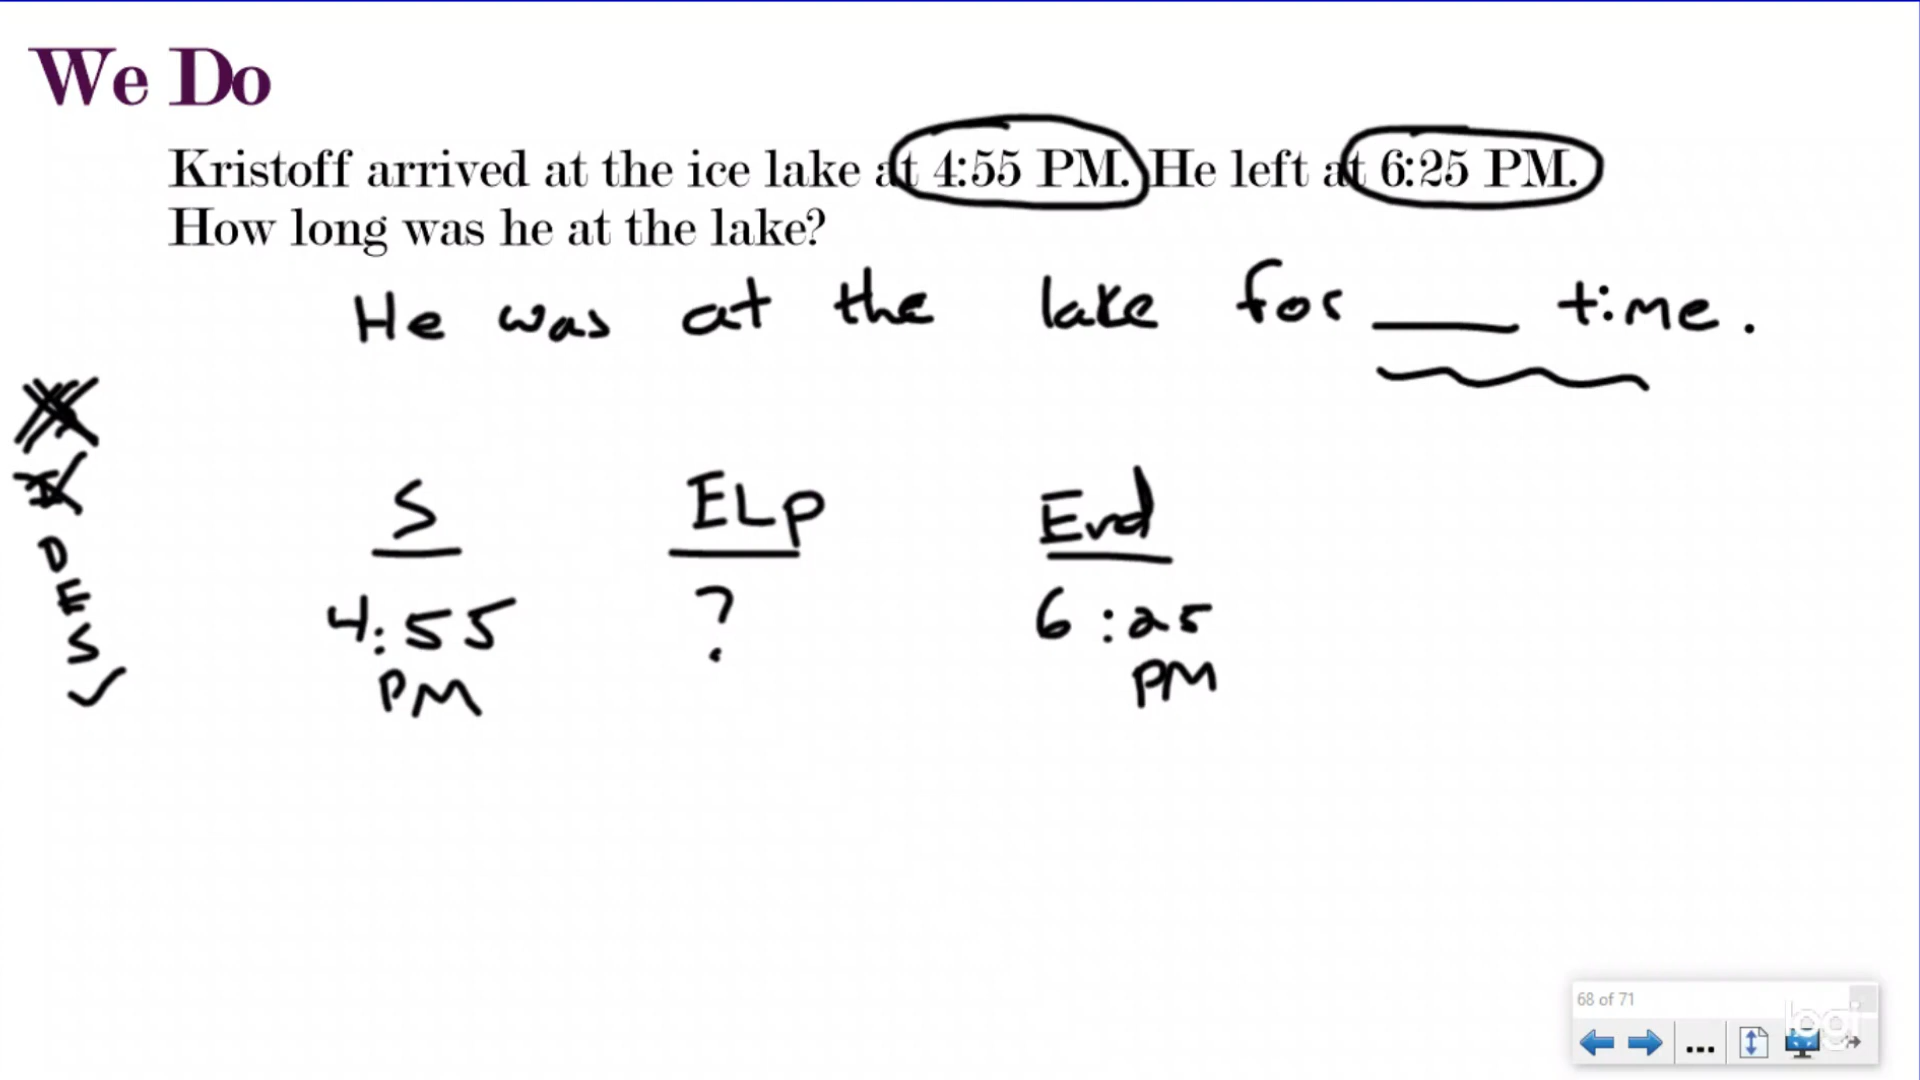 We Do
Kristoff arrived at the ice lake at 4:55 PM. He left at 6:25 PM.
How long was he at the lake?
He was at the lake for ___ time.
D
E
S
S ELP End
4:55 ? 6:25
PM PM
68 of 71
logi